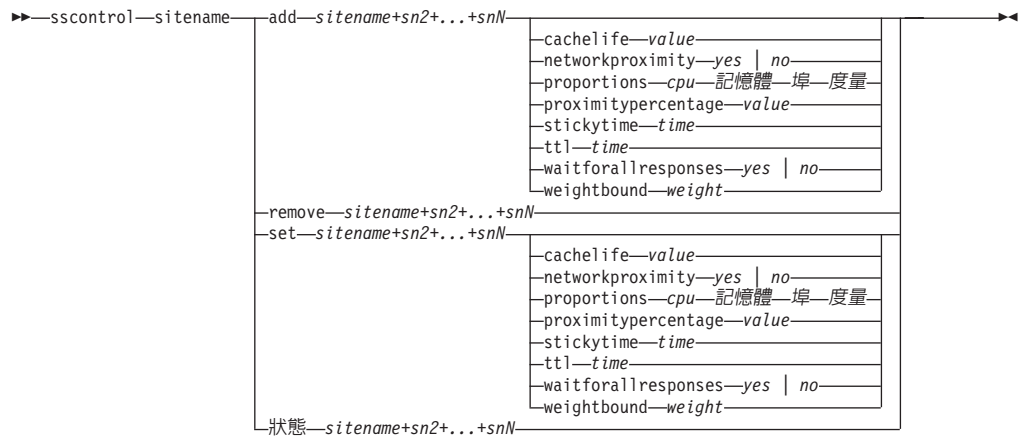 sscontrol sitename add sitename+sn2+...+snN
cachelife value
networkproximity yes | no
proportions cpu 記憶體 埠 度量
proximitypercentage value
stickytime time
ttl time
waitforallresponses yes | no
weightbound weight
remove sitename+sn2+...+snN
set sitename+sn2+...+snN
cachelife value
networkproximity yes | no
proportions cpu 記憶體 埠 度量
proximitypercentage value
stickytime time
ttl time
waitforallresponses yes | no
weightbound weight
狀態 sitename+sn2+...+snN